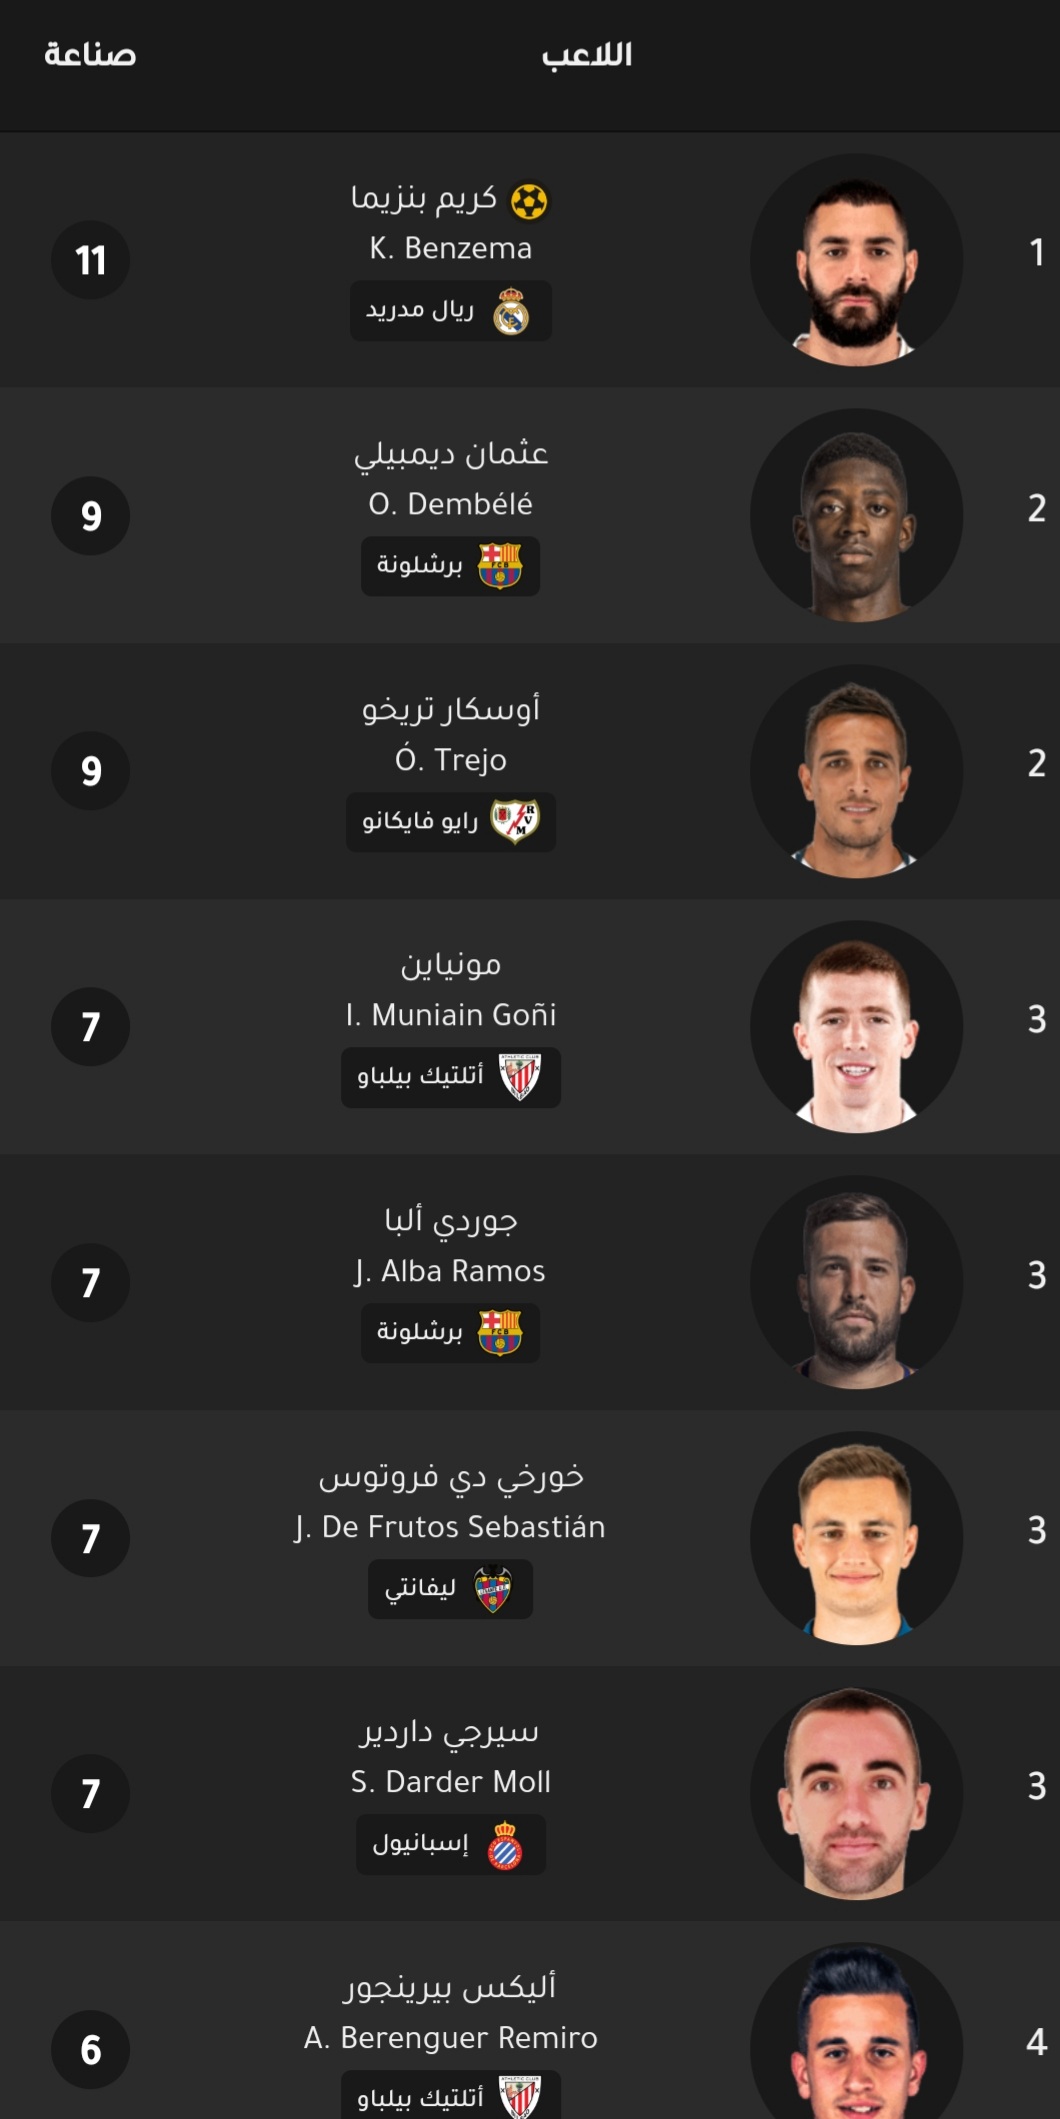 اللاعب
صناعة
1
كريم بنزيما
K. Benzema
ريال مدريد
11
2
عثمان ديمبيلي
O. Dembélé
برشلونة
9
2
أوسكار تريخو
Ó. Trejo
رايو فايكانو
9
3
مونياين
I. Muniain Goñi
أتلتيك بيلباو
7
3
جوردي ألبا
J. Alba Ramos
برشلونة
7
3
خورخي دي فروتوس
J. De Frutos Sebastián
ليفانتي
7
3
سيرجي داردير
S. Darder Moll
إسبانيول
7
4
أليكس بيرينجور
A. Berenguer Remiro
أتلتيك بيلباو
6